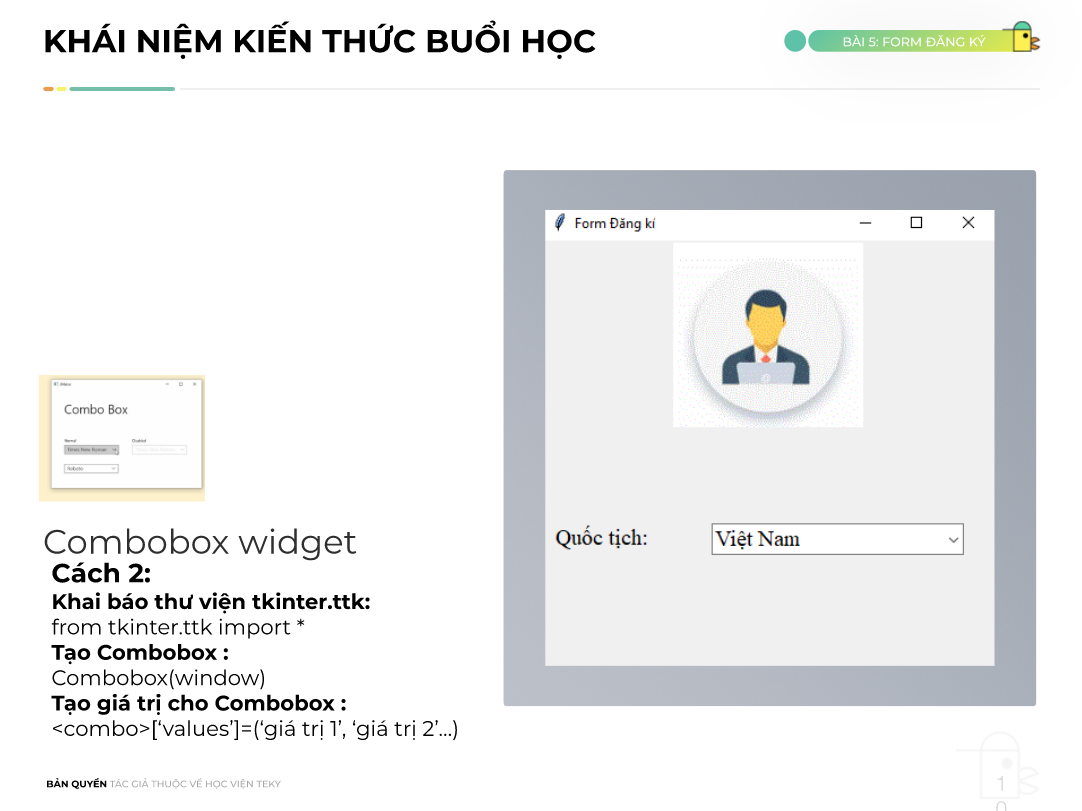 KHÁI NIỆM KIẾN THỨC BUỔI HỌC
BÀI 5: FORM ĐĂNG KÝ
Form Đăng kí
Quốc tịch:
Việt Nam
Combo Box
Normal
Disabled
Times New Roman
Combobox widget
Cách 2:
Khai báo thư viện tkinter.ttk:
from tkinter.ttk import *
Tạo Combobox :
Combobox(window)
Tạo giá trị cho Combobox :
<combo>[‘values’]=(‘giá trị 1’, ‘giá trị 2’...)
BẢN QUYỀN TÁC GIẢ THUỘC VỀ HỌC VIỆN TEKY
1
0